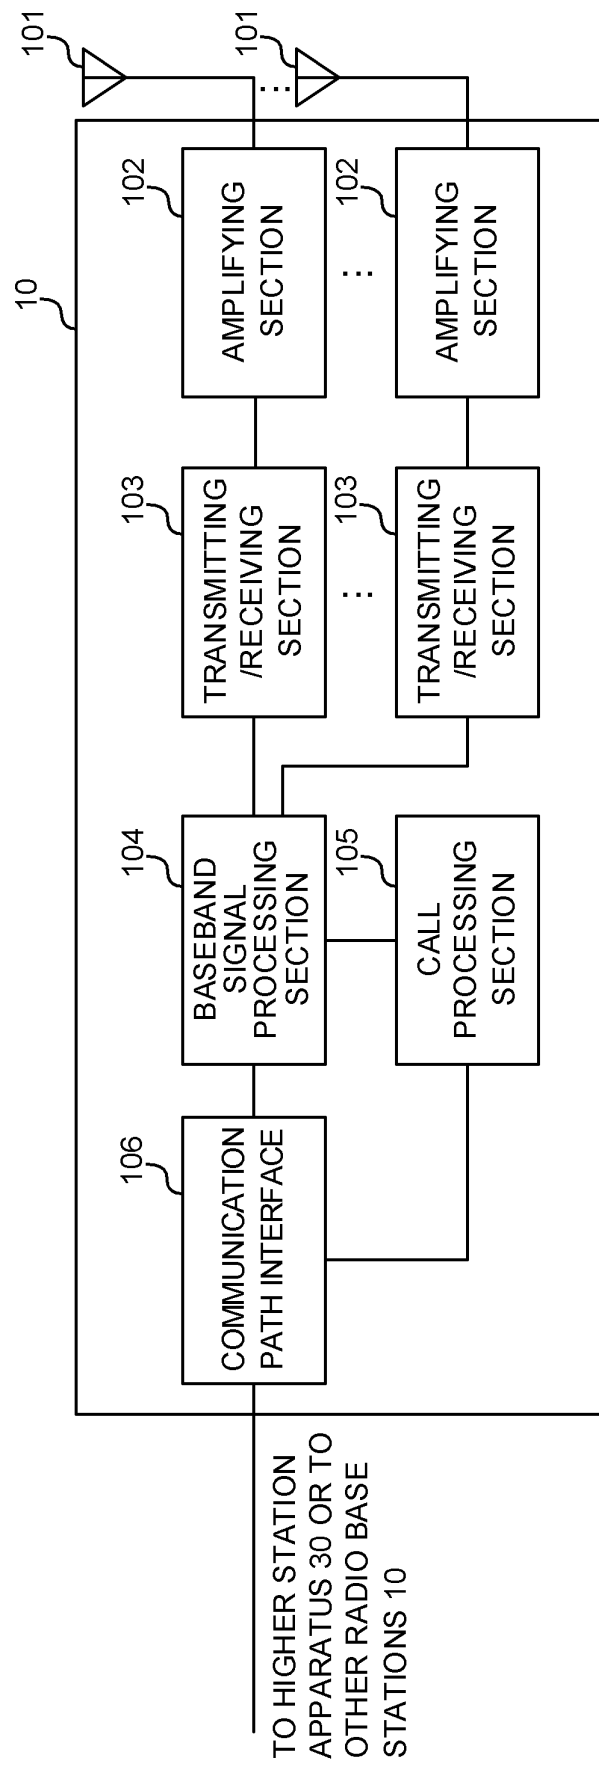 10
101
101
102
AMPLIFYING
SECTION
102
AMPLIFYING
SECTION
...
...
103
TRANSMITTING
/RECEIVING
SECTION
103
TRANSMITTING
/RECEIVING
SECTION
...
104
BASEBAND
SIGNAL
PROCESSING
SECTION
105
CALL
PROCESSING
SECTION
106
COMMUNICATION
PATH INTERFACE
TO HIGHER STATION
APPARATUS 30 OR TO
OTHER RADIO BASE
STATIONS 10